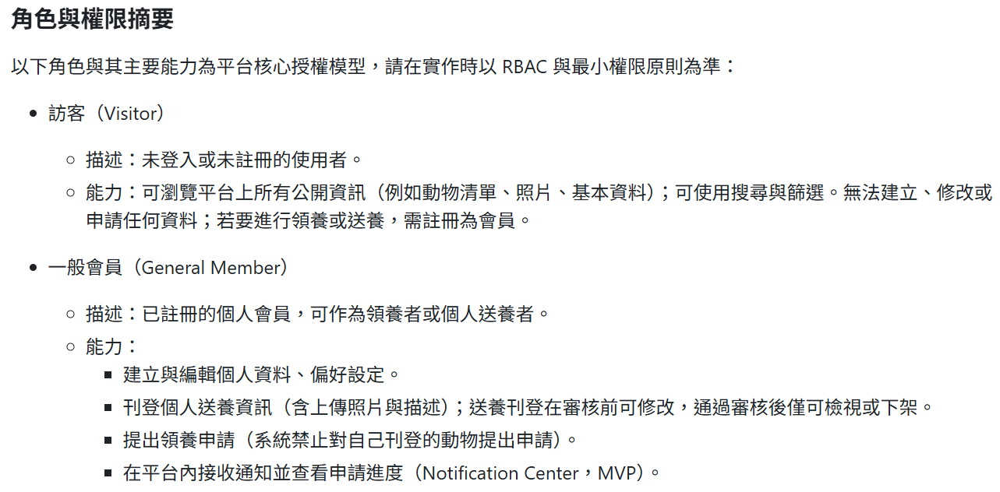 角色與權限摘要
以下角色與其主要能力為平台核心授權模型，請在實作時以 RBAC 與最小權限原則為準：
訪客（Visitor）
描述：未登入或未註冊的使用者。
能力：可瀏覽平台上所有公開資訊（例如動物清單、照片、基本資料）；可使用搜尋與篩選。無法建立、修改或
申請任何資料；若要進行領養或送養，需註冊為會員。
一般會員（General Member）
描述：已註冊的個人會員，可作為領養者或個人送養者。
能力：
建立與編輯個人資料、偏好設定。
刊登個人送養資訊（含上傳照片與描述）；送養刊登在審核前可修改，通過審核後僅可檢視或下架。
提出領養申請（系統禁止對自己刊登的動物提出申請）。
在平台內接收通知並查看申請進度（Notification Center，MVP）。